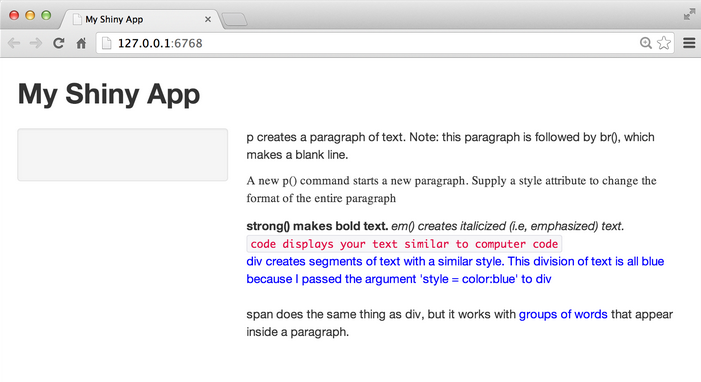 My Shiny App
127.0.0.1:6768
My Shiny App
p creates a paragraph of text. Note: this paragraph is followed by br(), which
makes a blank line.
A new p() command starts a new paragraph. Supply a style attribute to change the
format of the entire paragraph
strong() makes bold text. em() creates italicized (i.e, emphasized) text.
code displays your text similar to computer code
div creates segments of text with a similar style. This division of text is all blue
because I passed the argument 'style = color:blue' to div
span does the same thing as div, but it works with groups of words that appear
inside a paragraph.